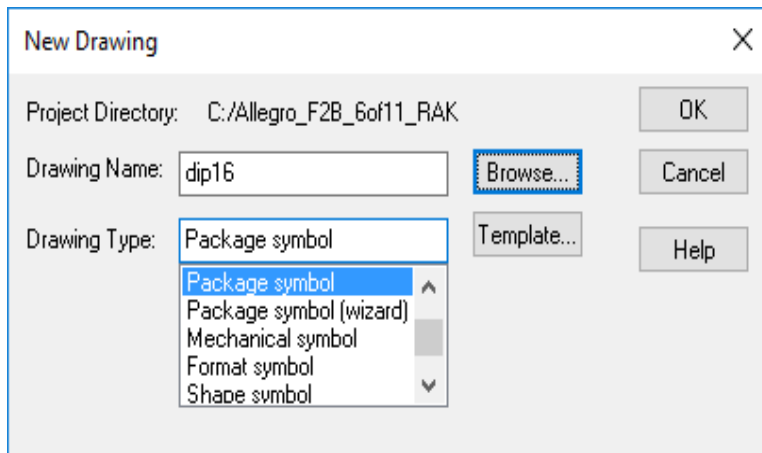 New Drawing
Project Directory: C:/Allegro_F2B_6of11_RAK OK
Drawing Name: dip16 Browse... Cancel
Drawing Type: Package symbol Template... Help
Package symbol
Package symbol (wizard)
Mechanical symbol
Format symbol
Shape symbol